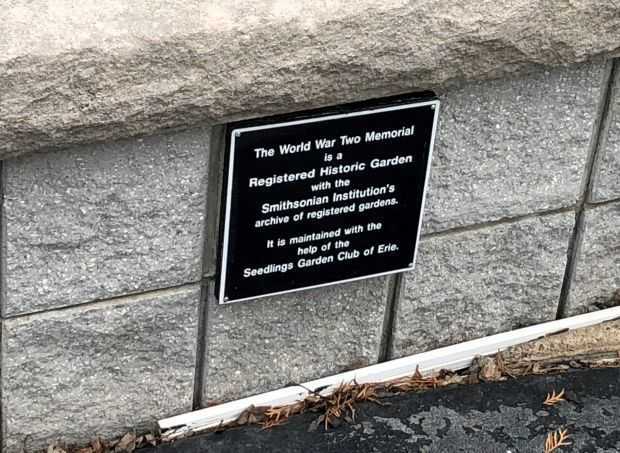 The World War Two Memorial
is a
Registered Historic Garden
with the
Smithsonian Institution's
archive of registered gardens.
It is maintained with the
help of the
Seedlings Garden Club of Erie.